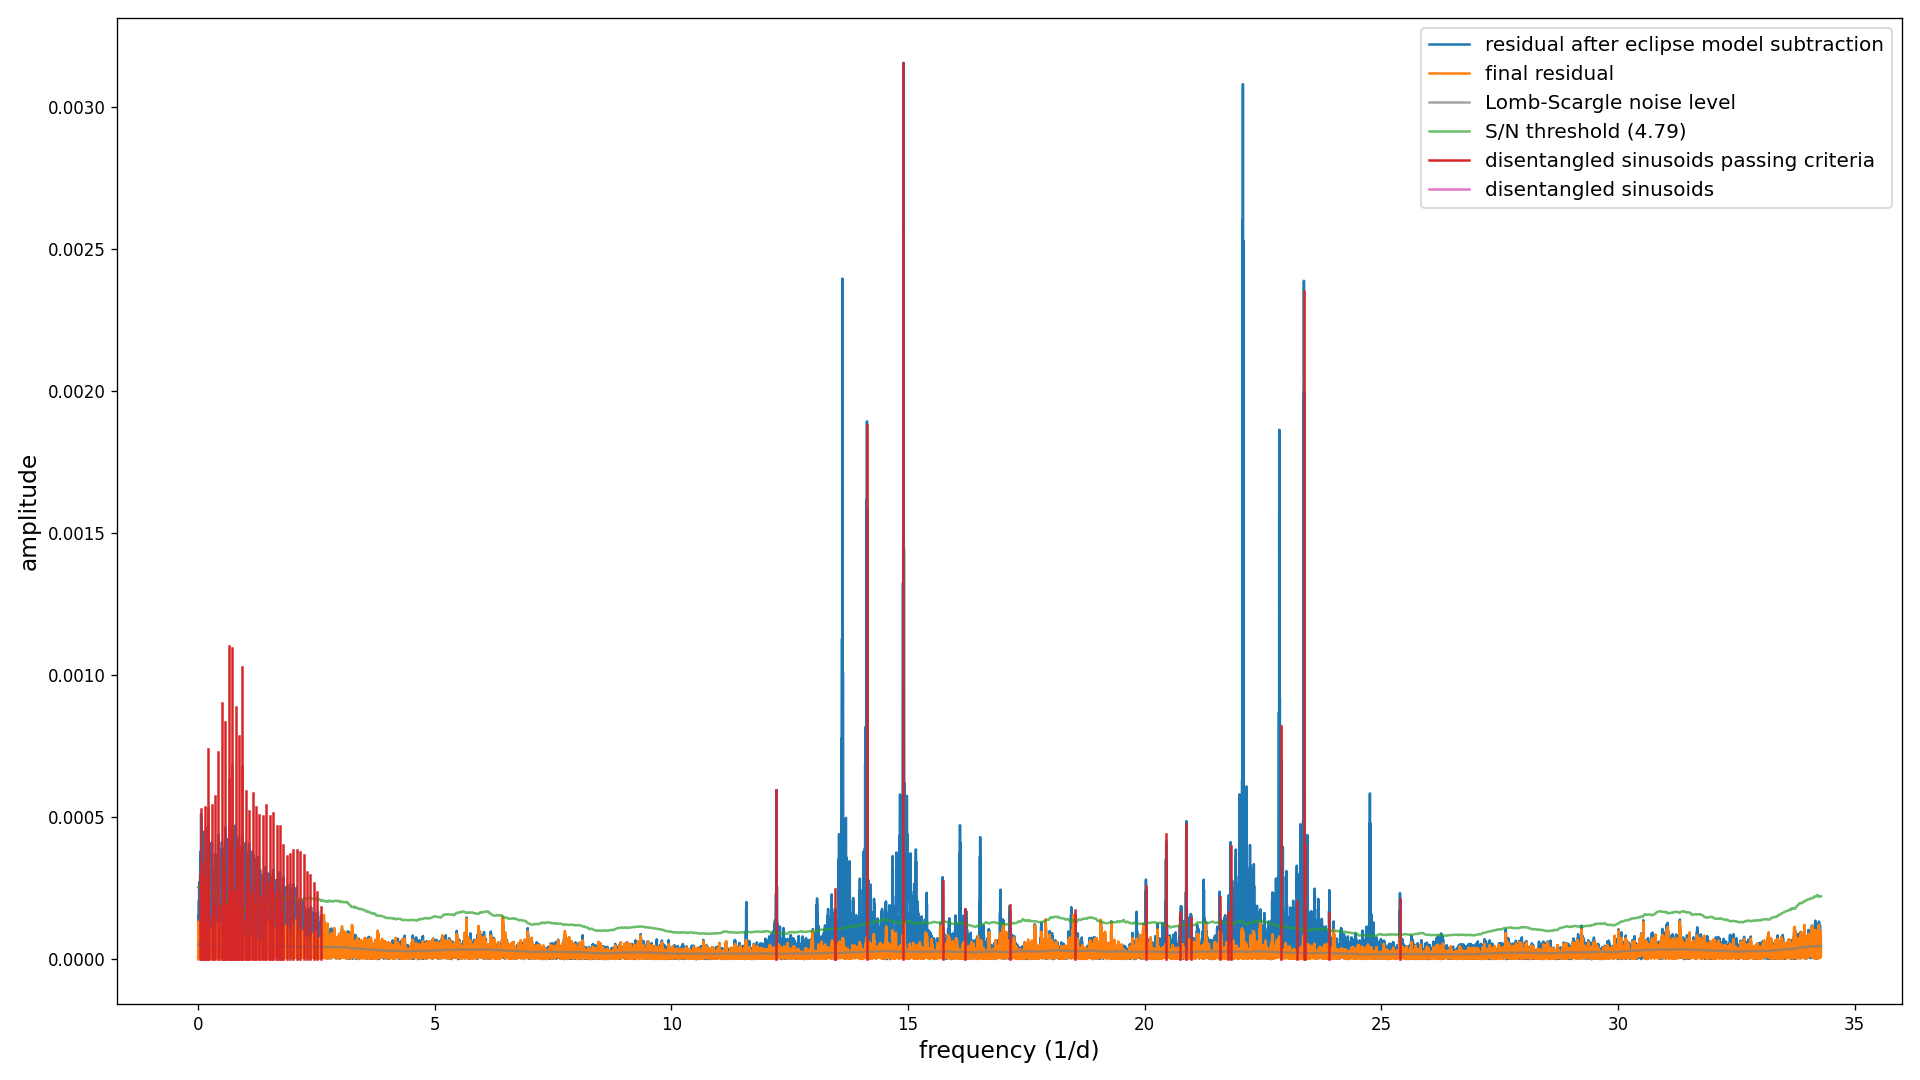 residual after eclipse model subtraction
final residual
Lomb-Scargle noise level
S/N threshold (4.79)
disentangled sinusoids passing criteria
disentangled sinusoids
amplitude
0.0030
0.0025
0.0020
0.0015
0.0010
0.0005
0.0000
0 5 10 15 20 25 30 35
frequency (1/d)